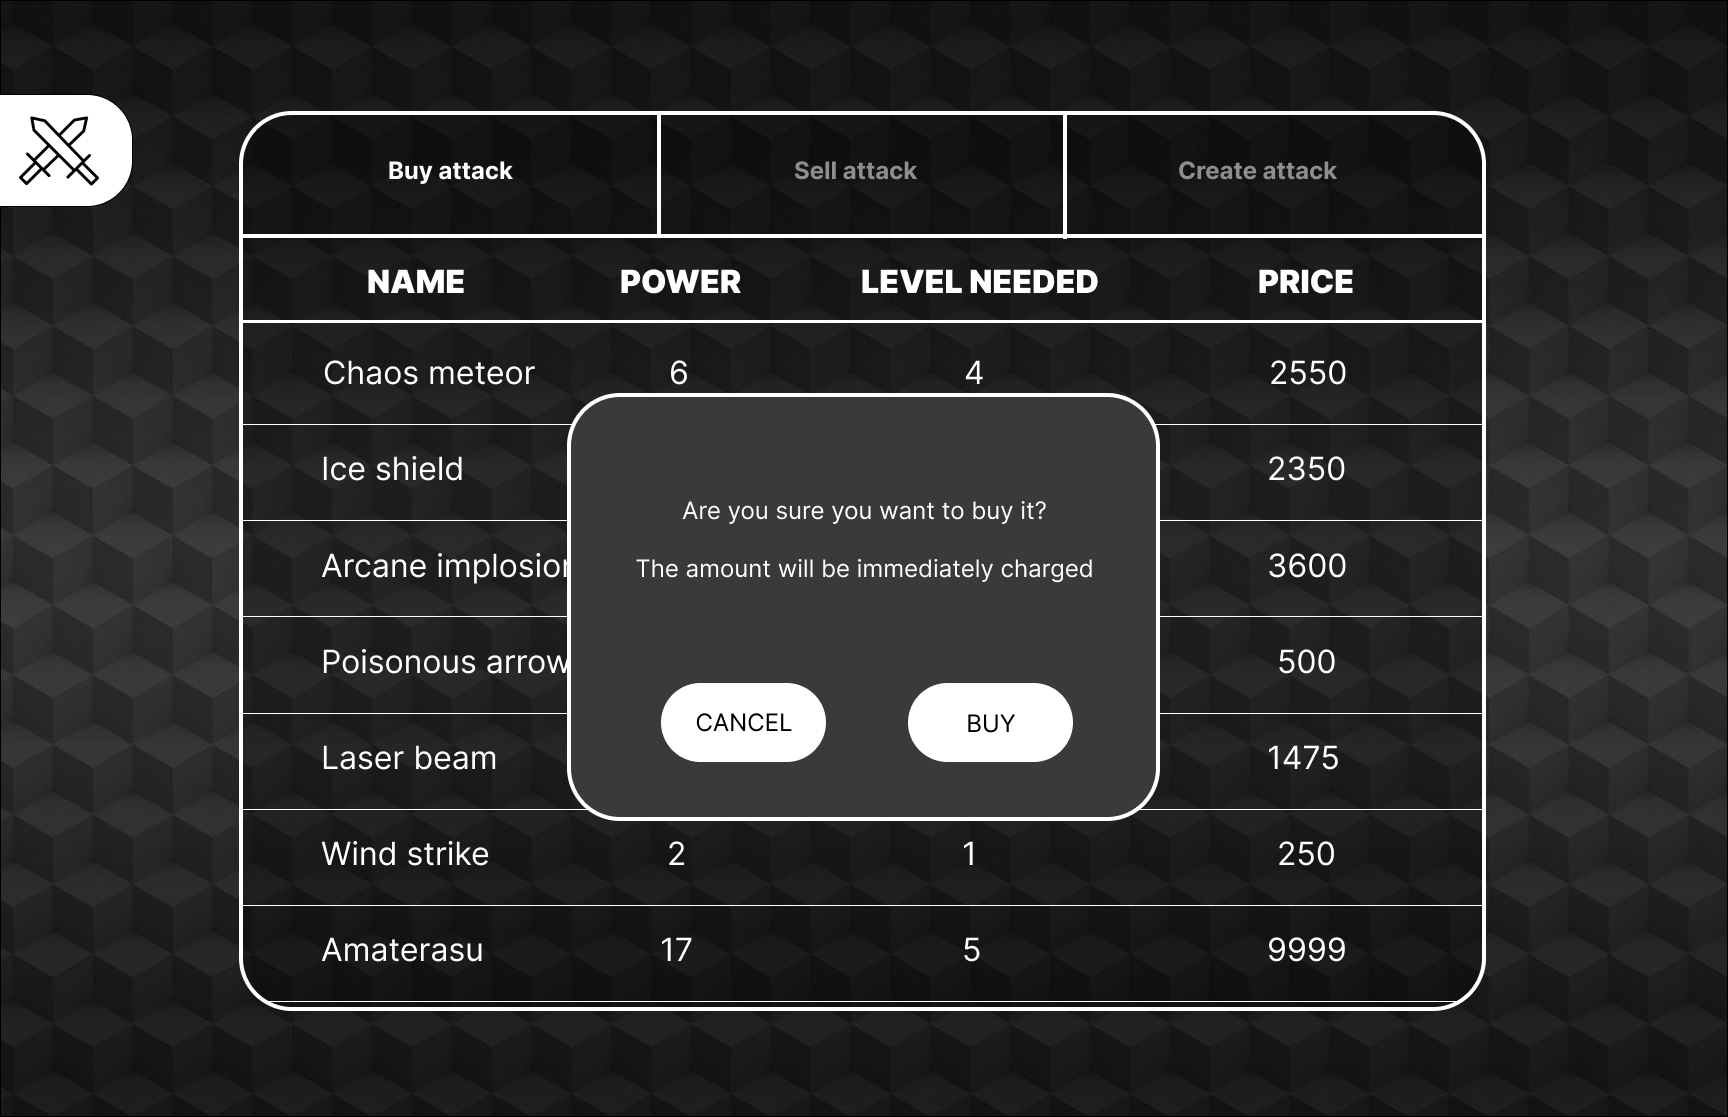 Buy attack Sell attack Create attack
NAME POWER LEVEL NEEDED PRICE
Chaos meteor 6 4 2550
Ice shield 2350
Are you sure you want to buy it?
Arcane implosion 3600
The amount will be immediately charged
Poisonous arrow 500
CANCEL BUY
Laser beam 1475
Wind strike 2 1 250
Amaterasu 17 5 9999